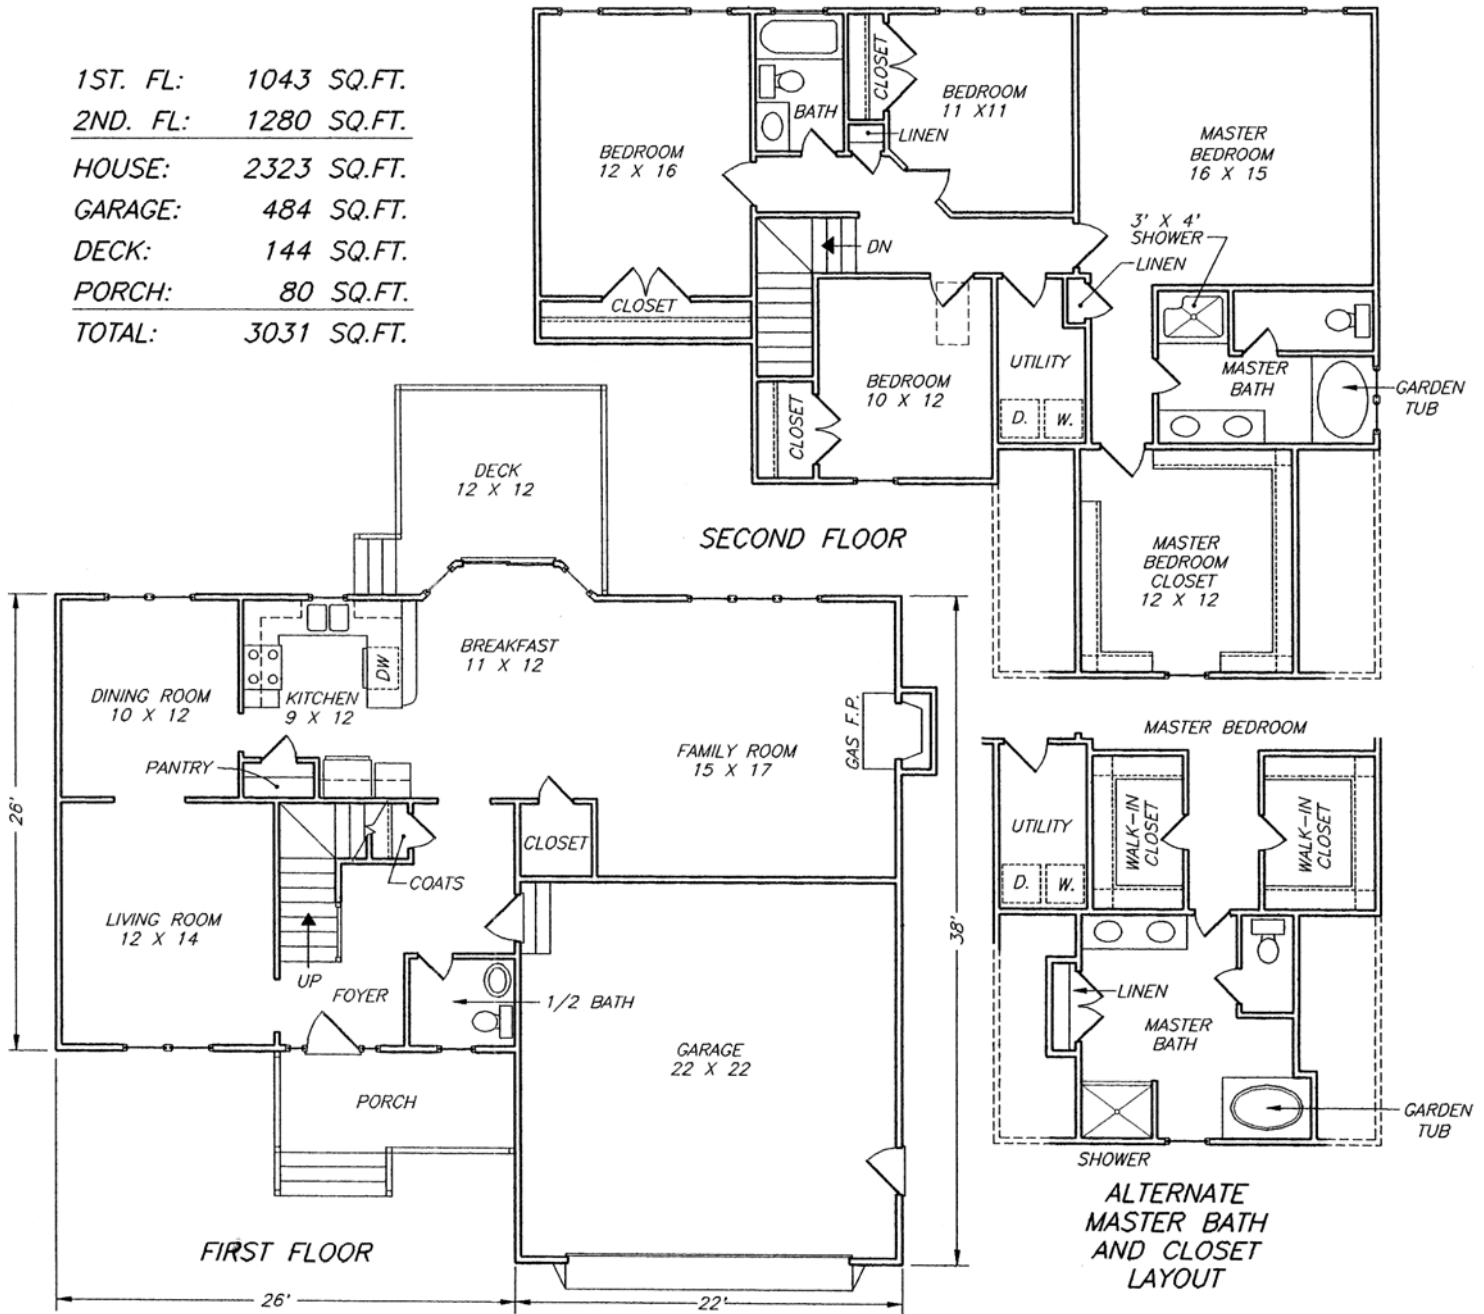 1ST. FL: 1043 SQ.FT.
2ND. FL: 1280 SQ.FT.
HOUSE: 2323 SQ.FT.
GARAGE: 484 SQ.FT.
DECK: 144 SQ.FT.
PORCH: 80 SQ.FT.
TOTAL: 3031 SQ.FT.
BEDROOM
12 X 16
CLOSET
BATH
CLOSET
LINEN
BEDROOM
11 X11
MASTER
BEDROOM
16 X 15
DN
3' X 4'
SHOWER
LINEN
BEDROOM
10 X 12
CLOSET
UTILITY
D.
W.
MASTER
BATH
GARDEN
TUB
MASTER
BEDROOM
CLOSET
12 X 12
SECOND FLOOR
DECK
12 X 12
DINING ROOM
10 X 12
KITCHEN
9 X 12
DW
PANTRY
BREAKFAST
11 X 12
FAMILY ROOM
15 X 17
GAS F.P.
CLOSET
COATS
LIVING ROOM
12 X 14
UP
FOYER
1/2 BATH
GARAGE
22 X 22
PORCH
26'
38'
FIRST FLOOR
26'
22'
MASTER BEDROOM
UTILITY
D.
W.
WALK-IN
CLOSET
WALK-IN
CLOSET
LINEN
MASTER
BATH
GARDEN
TUB
SHOWER
ALTERNATE
MASTER BATH
AND CLOSET
LAYOUT